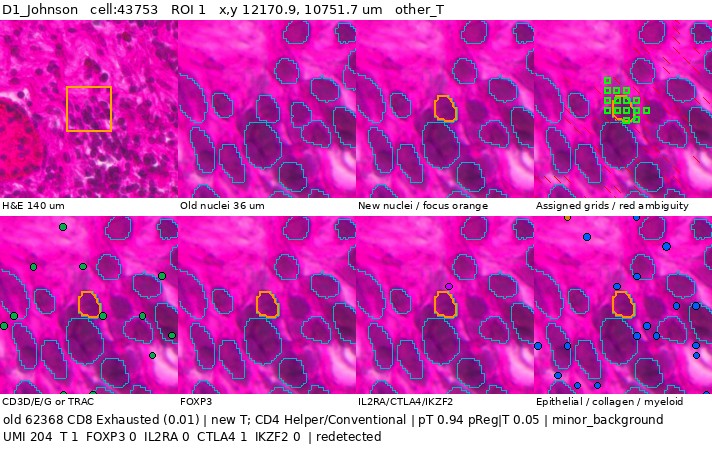 D1_Johnson cell:43753 ROI 1 x,y 12170.9, 10751.7 um other_T
H&E 140 um
Old nuclei 36 um
New nuclei / focus orange
Assigned grids / red ambiguity
CD3D/E/G or TRAC
FOXP3
IL2RA/CTLA4/IKZF2
Epithelial / collagen / myeloid
old 62368 CD8 Exhausted (0.01) | new T; CD4 Helper/Conventional | pT 0.94 pReg|T 0.05 | minor_background
UMI 204 T 1 FOXP3 0 IL2RA 0 CTLA4 1 IKZF2 0 | redetected